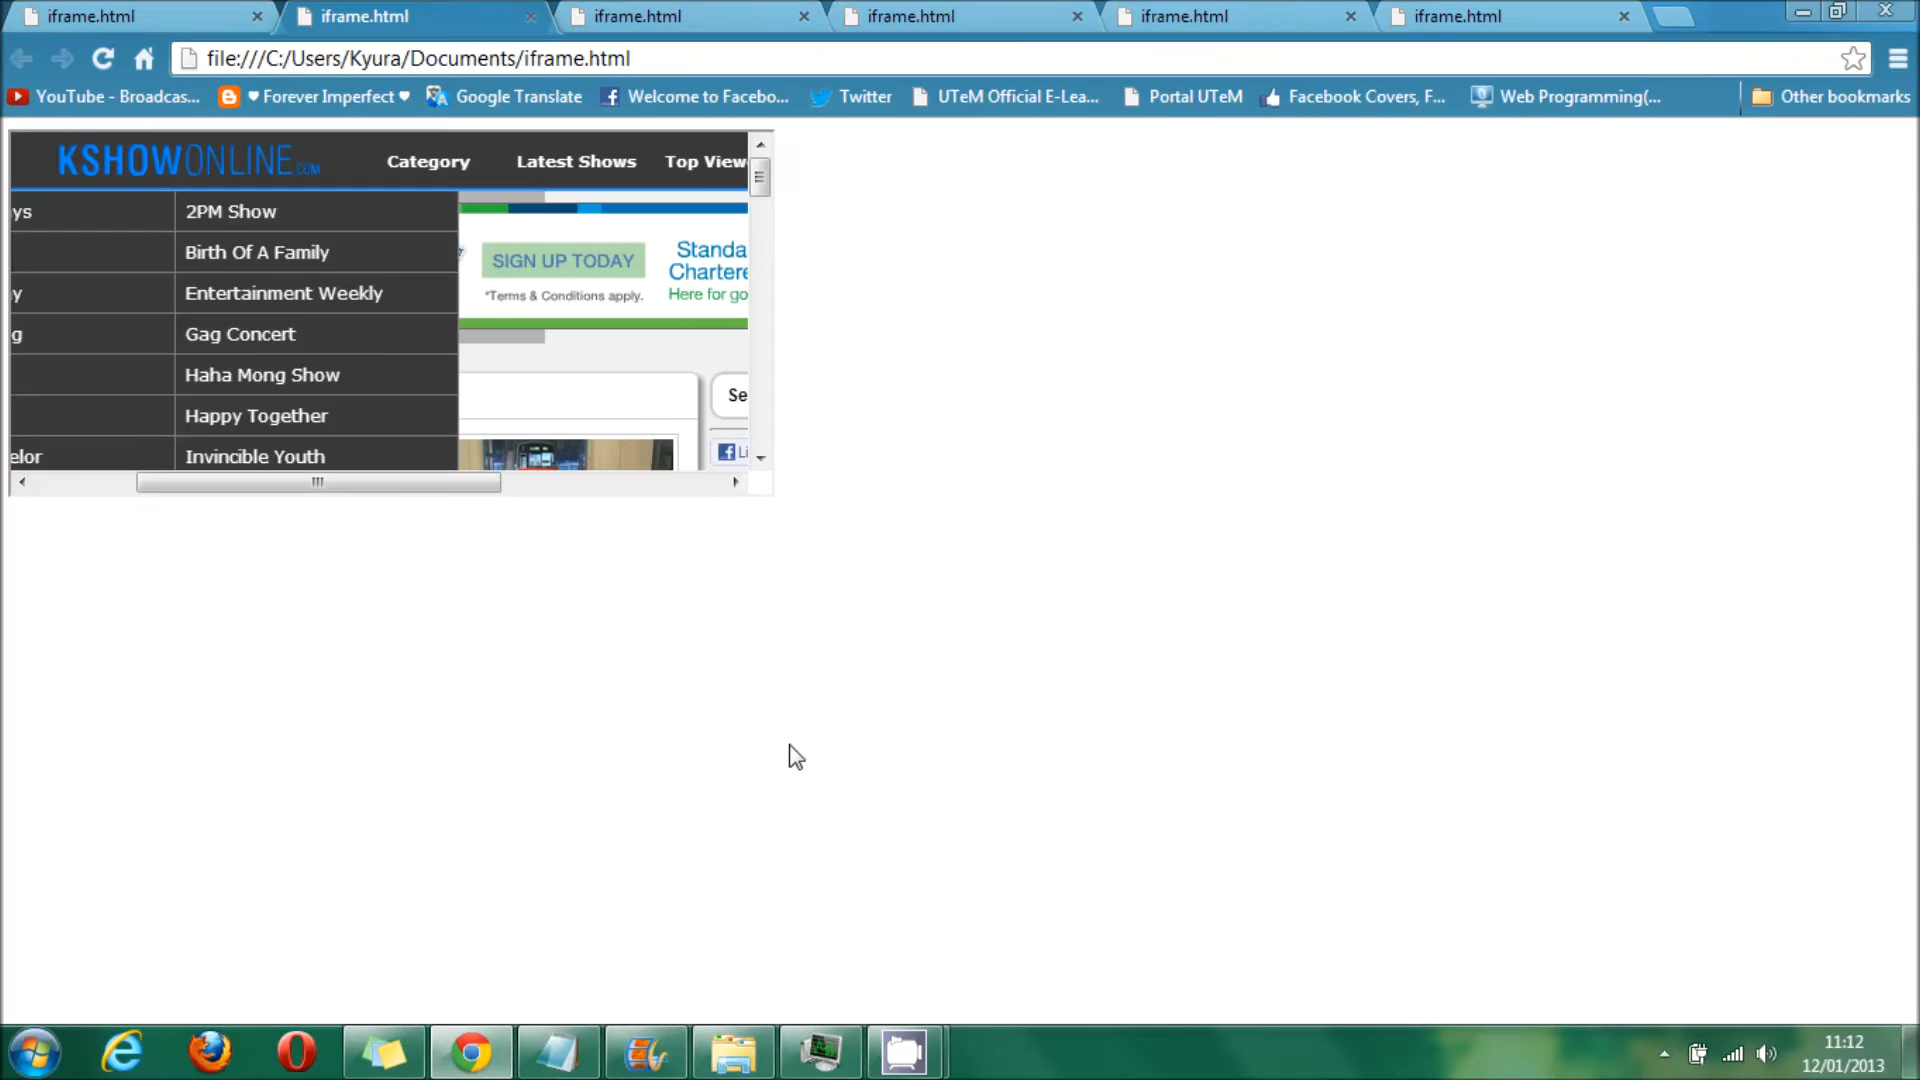 iframe.html iframe.html iframe.html iframe.html iframe.html iframe.html
file:///C:/Users/Kyura/Documents/iframe.html
YouTube - Broadcas... ♥ Forever Imperfect ♥ Google Translate Welcome to Facebo... Twitter UTeM Official E-Lea... Portal UTeM Facebook Covers, F... Web Programming(... Other bookmarks
KSHOWONLINE.COM Category Latest Shows Top View
ys 2PM Show
Birth Of A Family
y Entertainment Weekly
g Gag Concert
Haha Mong Show
Happy Together
elor Invincible Youth
SIGN UP TODAY
*Terms & Conditions apply.
Standa
Chartere
Here for go
Se
Li
11:12
12/01/2013